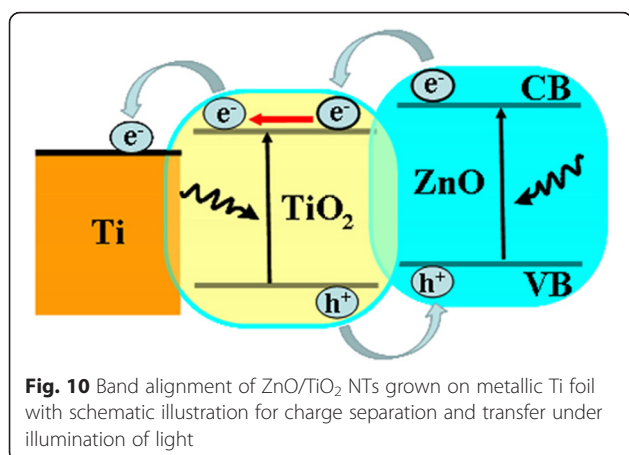 e⁻ CB
e⁻ e⁻
e⁻
ZnO
TiO₂
Ti
h⁺ VB
h⁺
Fig. 10 Band alignment of ZnO/TiO₂ NTs grown on metallic Ti foil
with schematic illustration for charge separation and transfer under
illumination of light